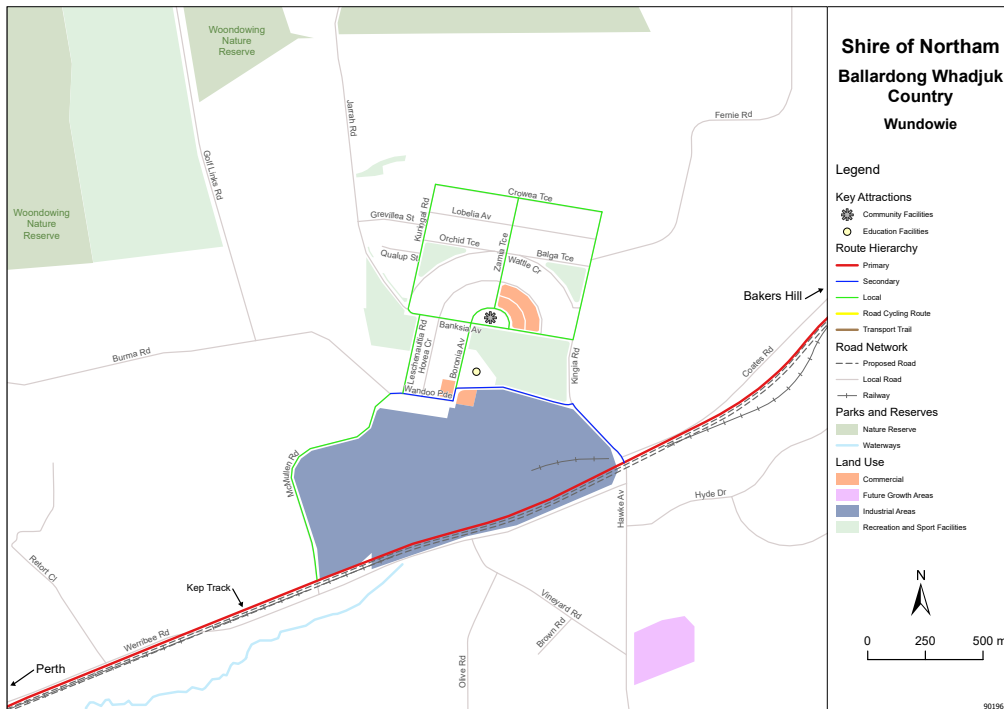 Shire of Northam
Ballardong Whadjuk
Country
Wundowie
Legend
Key Attractions
Community Facilities
Education Facilities
Route Hierarchy
Primary
Secondary
Local
Road Cycling Route
Transport Trail
Road Network
Proposed Road
Local Road
Railway
Parks and Reserves
Nature Reserve
Waterways
Land Use
Commercial
Future Growth Areas
Industrial Areas
Recreation and Sport Facilities
N
0 250 500 m
90196
Woondowing
Nature
Reserve
Woondowing
Nature
Reserve
Golf Links Rd
Jarrah Rd
Fernie Rd
Crowea Tce
Lobelia Av
Grevillea St
Kuringal Rd
Orchid Tce
Qualup St
Zamia Tce
Balga Tce
Wattle Cr
Banksia Av
Leschenaultia Rd
Hovea Cr
Boronia Av
Kingia Rd
Wandoo Pde
Burma Rd
Bakers Hill
Coates Rd
McMullen Rd
Hyde Dr
Hawke Av
Retort Cl
Kep Track
Werribee Rd
Perth
Vineyard Rd
Brown Rd
Olive Rd